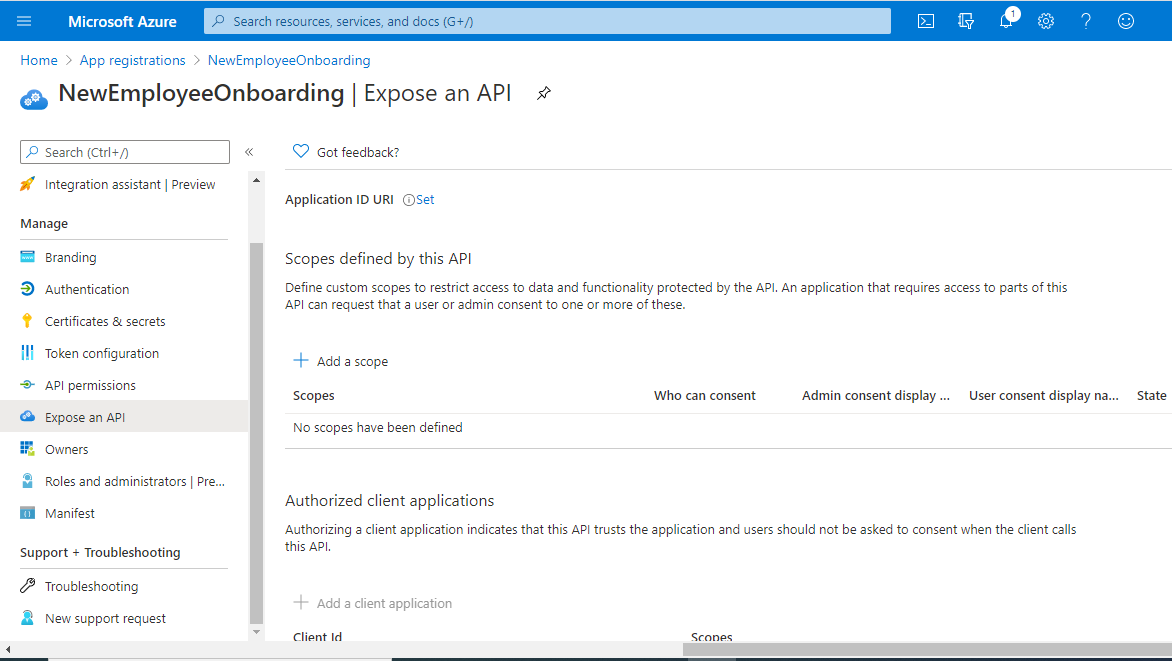 Microsoft Azure
Search resources, services, and docs (G+/)
1
Home > App registrations > NewEmployeeOnboarding
NewEmployeeOnboarding | Expose an API
Search (Ctrl+/)
«
Integration assistant | Preview
Manage
Branding
Authentication
Certificates & secrets
Token configuration
API permissions
Expose an API
Owners
Roles and administrators | Pre...
Manifest
Support + Troubleshooting
Troubleshooting
New support request
Got feedback?
Application ID URI Set
Scopes defined by this API
Define custom scopes to restrict access to data and functionality protected by the API. An application that requires access to parts of this
API can request that a user or admin consent to one or more of these.
Add a scope
Scopes Who can consent Admin consent display ... User consent display na... State
No scopes have been defined
Authorized client applications
Authorizing a client application indicates that this API trusts the application and users should not be asked to consent when the client calls
this API.
Add a client application
Client Id Scopes